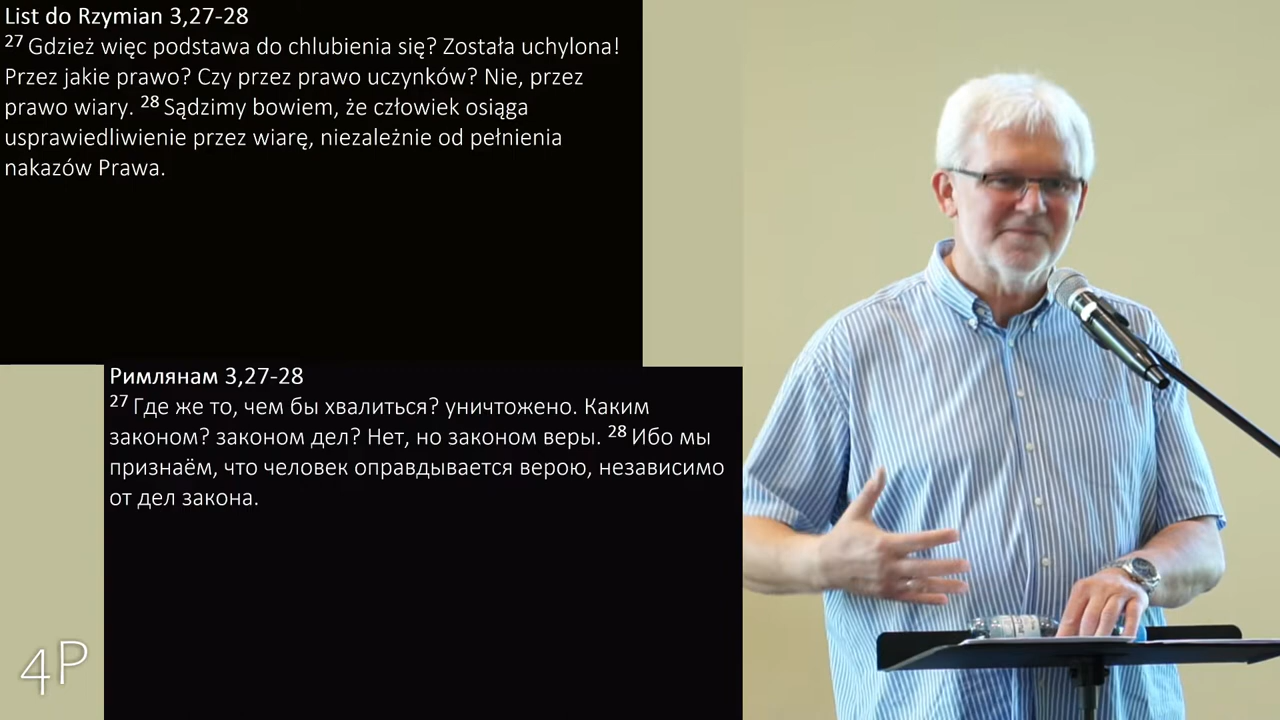 List do Rzymian 3,27-28
27 Gdzież więc podstawa do chlubienia się? Została uchylona!
Przez jakie prawo? Czy przez prawo uczynków? Nie, przez
prawo wiary. 28 Sądzimy bowiem, że człowiek osiąga
usprawiedliwienie przez wiarę, niezależnie od pełnienia
nakazów Prawa.
Римлянам 3,27-28
27 Где же то, чем бы хвалиться? уничтожено. Каким
законом? законом дел? Нет, но законом веры. 28 Ибо мы
признаём, что человек оправдывается верою, независимо
от дел закона.
4P